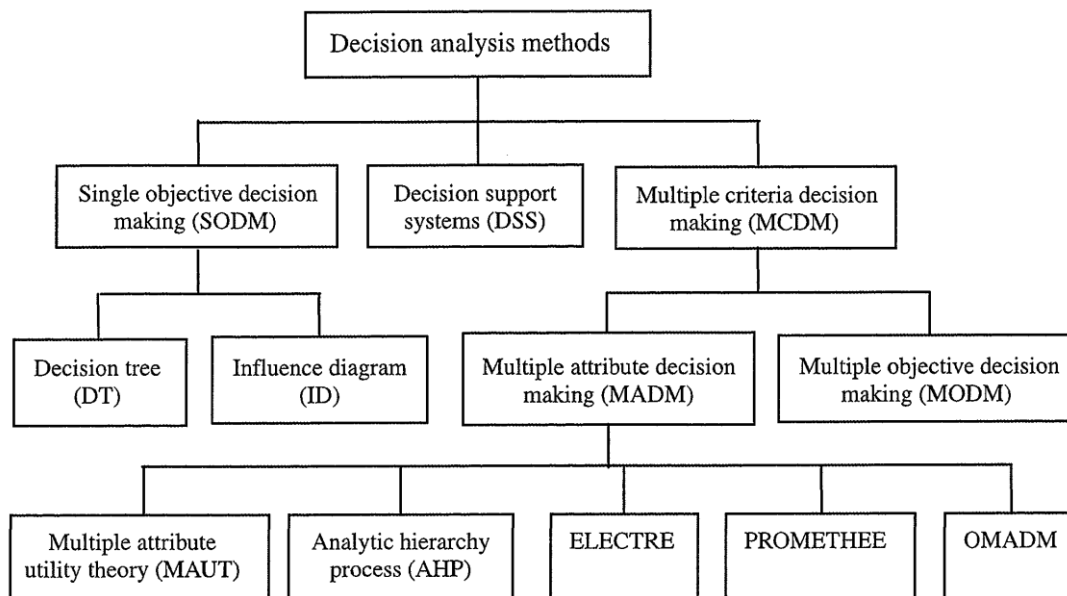 Decision analysis methods
Single objective decision
making (SODM)
Decision support
systems (DSS)
Multiple criteria decision
making (MCDM)
Decision tree
(DT)
Influence diagram
(ID)
Multiple attribute decision
making (MADM)
Multiple objective decision
making (MODM)
Multiple attribute
utility theory (MAUT)
Analytic hierarchy
process (AHP)
ELECTRE
PROMETHEE
OMADM